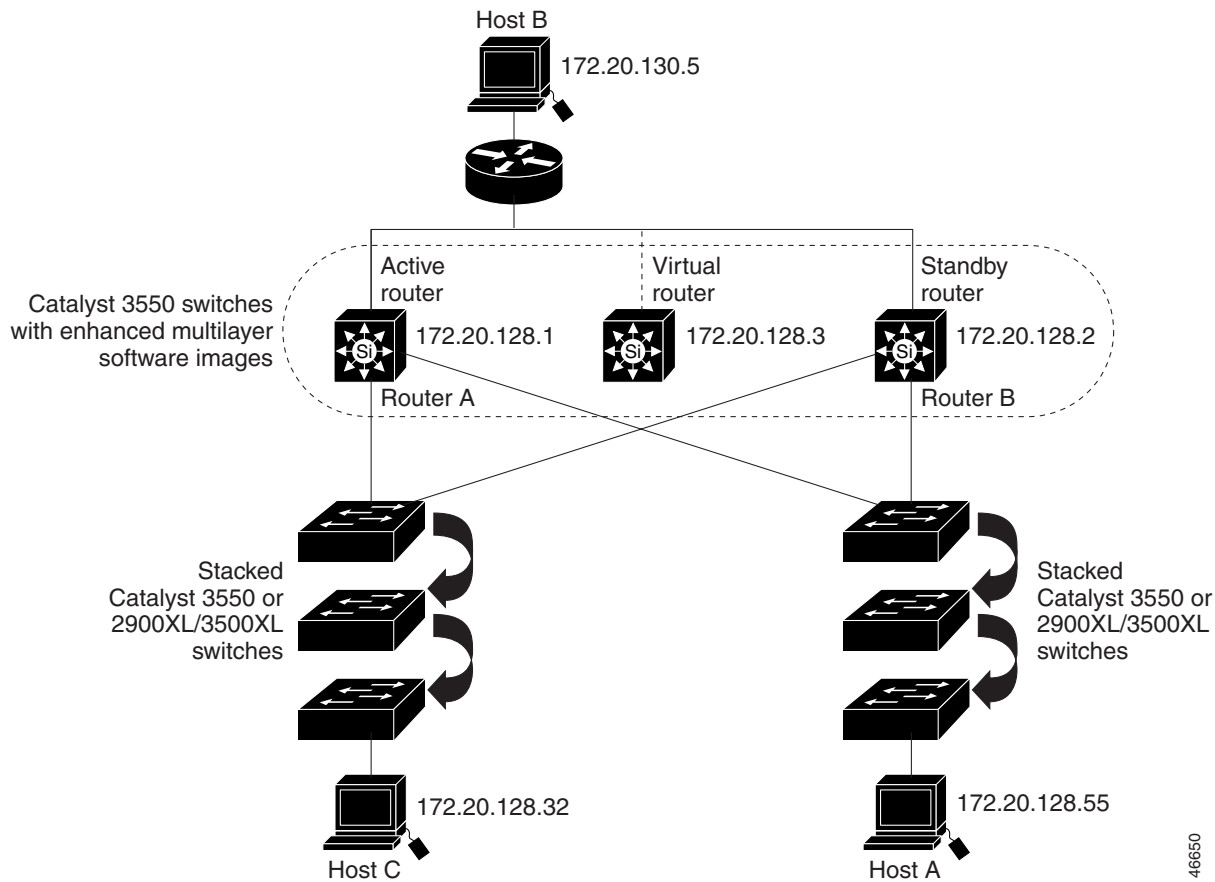 Host B
172.20.130.5
Active
router
Virtual
router
Standby
router
Catalyst 3550 switches
with enhanced multilayer
software images
Si
172.20.128.1
Si
172.20.128.3
Si
172.20.128.2
Router A
Router B
Stacked
Catalyst 3550 or
2900XL/3500XL
switches
Stacked
Catalyst 3550 or
2900XL/3500XL
switches
172.20.128.32
Host C
172.20.128.55
Host A
46650